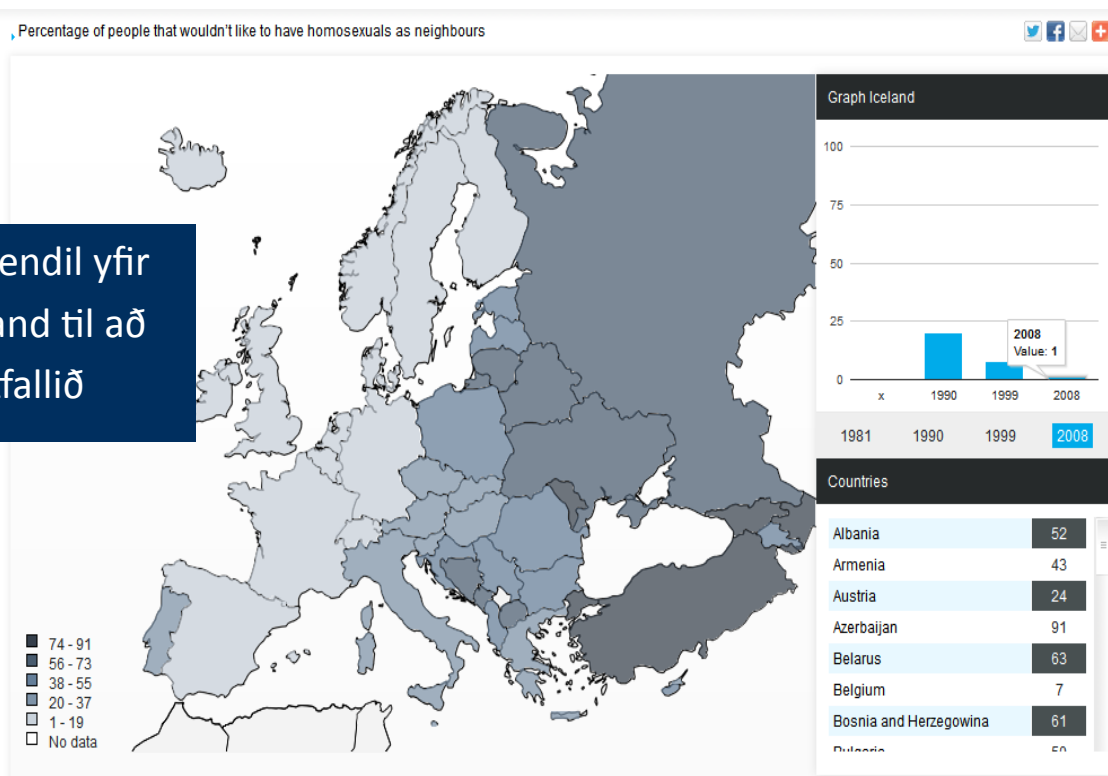 Percentage of people that wouldn't like to have homosexuals as neighbours
endil yfir
and til að
fallið
74 - 91
56 - 73
38 - 55
20 - 37
1 - 19
No data
Graph Iceland
100
75
50
25
0
2008
Value: 1
x 1990 1999 2008
1981 1990 1999 2008
Countries
Albania 52
Armenia 43
Austria 24
Azerbaijan 91
Belarus 63
Belgium 7
Bosnia and Herzegowina 61